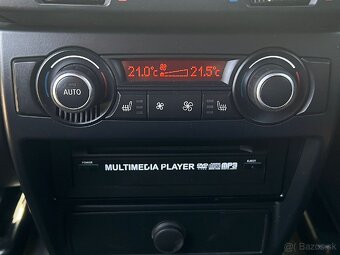 21.0°C 21.5°C
AUTO
POWER
EJECT
MULTIMEDIA PLAYER DVD MP3
Bazos.sk